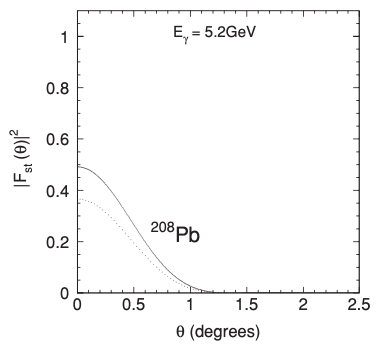 1
0.8
0.6
0.4
0.2
0
|F_st (θ)|²
E_γ = 5.2GeV
²⁰⁸Pb
0 0.5 1 1.5 2 2.5
θ (degrees)